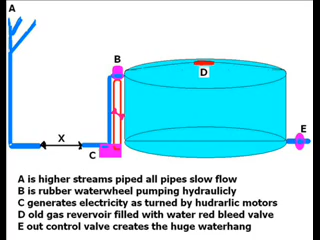 A
B
D
X
C
E
A is higher streams piped all pipes slow flow
B is rubber waterwheel pumping hydraulicly
C generates electricity as turned by hudrarlic motors
D old gas revervoir filled with water red bleed valve
E out control valve creates the huge waterhang